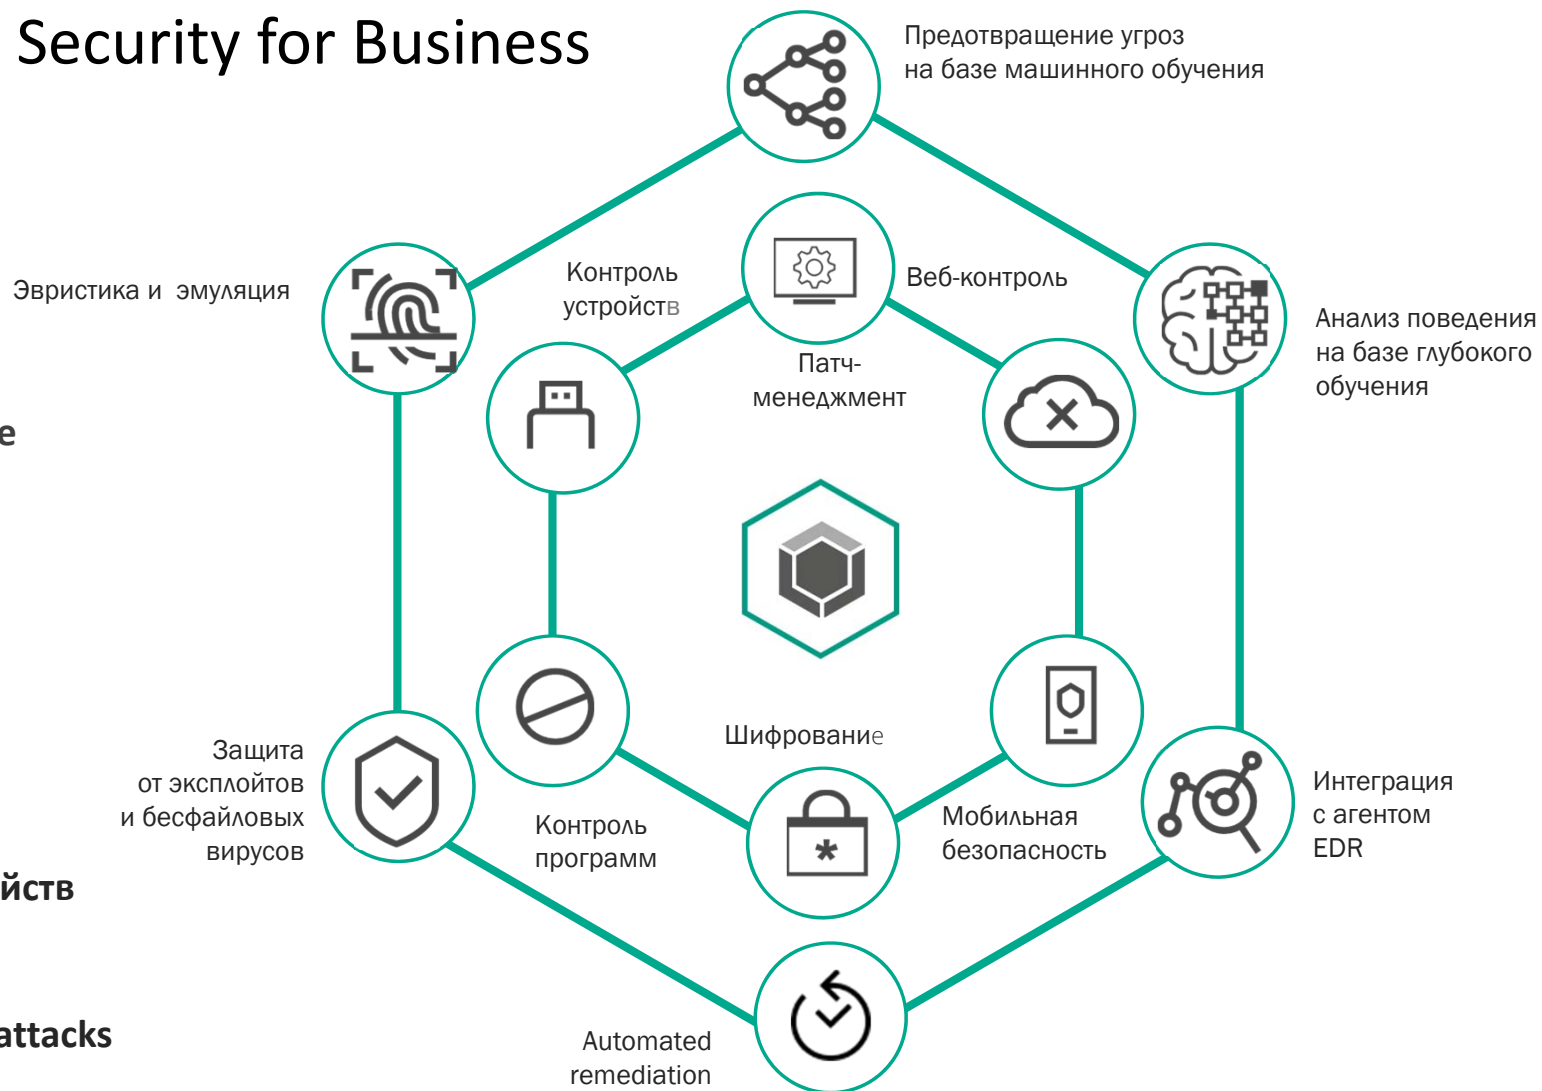 Security for Business
Предотвращение угроз
на базе машинного обучения
Эвристика и эмуляция
Контроль
устройств
Веб-контроль
Патч-
менеджмент
Анализ поведения
на базе глубокого
обучения
е
Шифрование
Защита
от эксплойтов
и бесфайловых
вирусов
Контроль
программ
Мобильная
безопасность
Интеграция
с агентом
EDR
йств
attacks
Automated
remediation